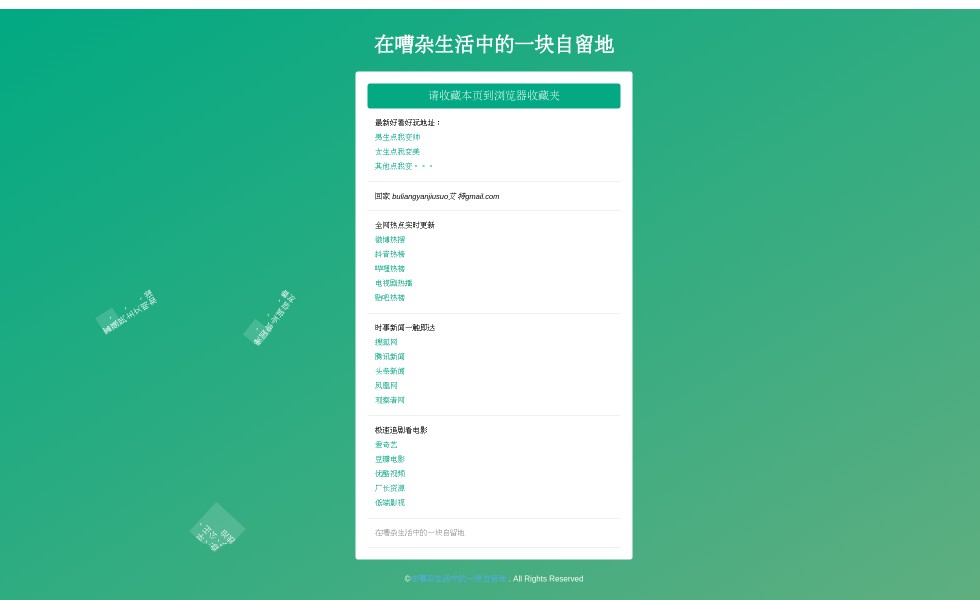 在嘈杂生活中的一块自留地
请收藏本页到浏览器收藏夹
最新好看好玩地址：
男生点我变帅
女生点我变美
其他点我变・・・
回家 buliangyanjiusuo艾特gmail.com
全网热点实时更新
微博热搜
抖音热榜
哔哩热榜
电视剧热播
贴吧热榜
时事新闻一触即达
搜狐网
腾讯新闻
头条新闻
凤凰网
观察者网
极速追剧看电影
爱奇艺
豆瓣电影
优酷视频
厂长资源
低端影视
在嘈杂生活中的一块自留地
©在嘈杂生活中的一块自留地 . All Rights Reserved